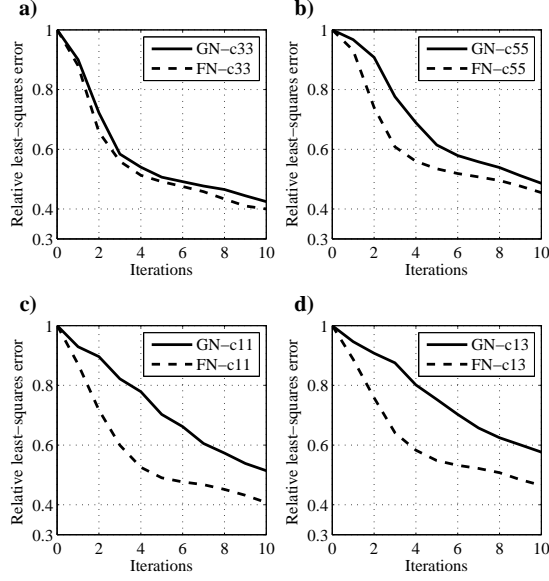 a)
Relative least-squares error
1
0.8
0.6
0.4
0.3
GN-c33
FN-c33
0 2 4 6 8 10
Iterations
b)
Relative least-squares error
1
0.8
0.6
0.4
0.3
GN-c55
FN-c55
0 2 4 6 8 10
Iterations
c)
Relative least-squares error
1
0.8
0.6
0.4
0.3
GN-c11
FN-c11
0 2 4 6 8 10
Iterations
d)
Relative least-squares error
1
0.8
0.6
0.4
0.3
GN-c13
FN-c13
0 2 4 6 8 10
Iterations